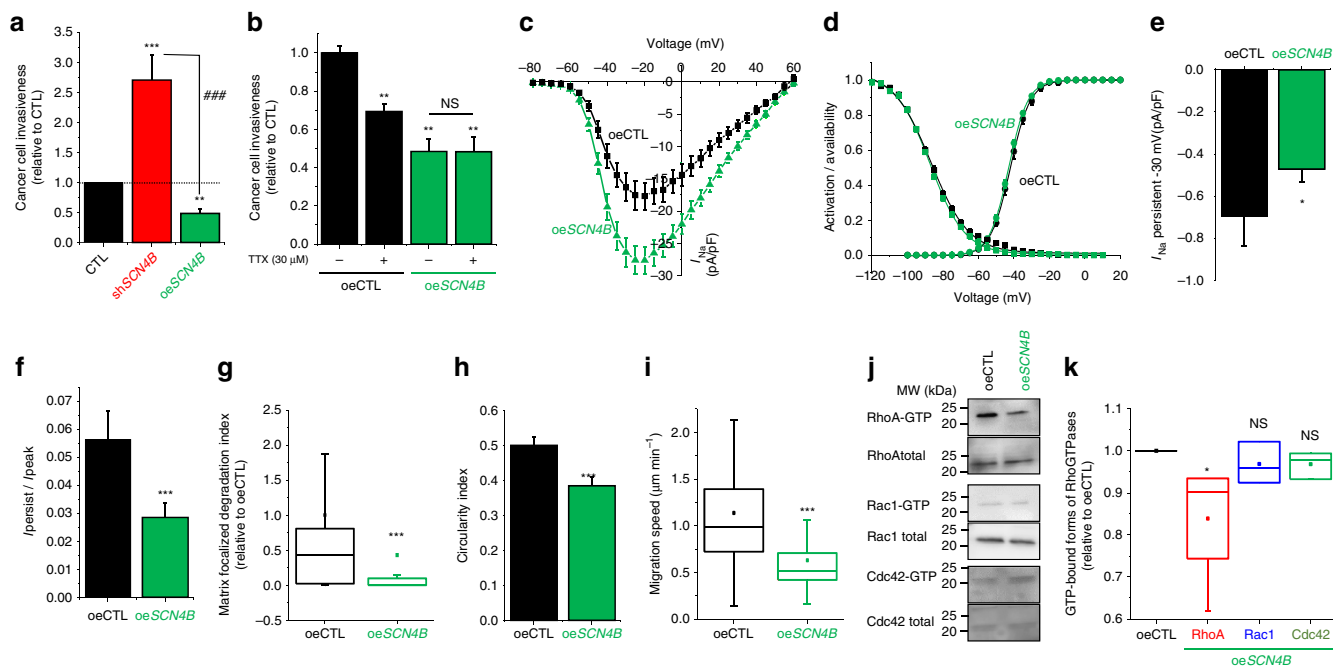 a
Cancer cell invasiveness
(relative to CTL)
3.0
2.5
2.0
1.5
1.0
0.5
0.0
***
###
**
CTL
shSCN4B
oeSCN4B
b
Cancer cell invasiveness
(relative to CTL)
1.0
0.8
0.6
0.4
0.2
0.0
**
NS
**
**
TTX (30 µM)
–
+
–
+
oeCTL
oeSCN4B
c
Voltage (mV)
–80
–60
–40
–20
0
20
40
60
oeCTL
oeSCN4B
–5
–10
–15
–20
–25
–30
INa
(pA/pF)
d
Activation / availability
1.0
0.8
0.6
0.4
0.2
0.0
oeSCN4B
oeCTL
–120
–100
–80
–60
–40
–20
0
20
Voltage (mV)
e
oeCTL
oeSCN4B
INa persistent -30 mV(pA/pF)
0.0
–0.2
–0.4
–0.6
–0.8
–1.0
*
f
Ipersist / Ipeak
0.07
0.06
0.05
0.04
0.03
0.02
0.01
0.00
***
oeCTL
oeSCN4B
g
Matrix focalized degradation index
(relative to oeCTL)
2.5
2.0
1.5
1.0
0.5
0.0
–0.5
***
oeCTL
oeSCN4B
h
Circularity index
0.6
0.5
0.4
0.3
0.2
0.1
0.0
***
oeCTL
oeSCN4B
i
Migration speed (µm min−1)
2.0
1.5
1.0
0.5
0.0
***
oeCTL
oeSCN4B
j
oeCTL
oeSCN4B
MW (kDa)
RhoA-GTP
25
20
RhoAtotal
25
20
Rac1-GTP
25
20
Rac1 total
25
20
Cdc42-GTP
25
20
Cdc42 total
25
20
k
GTP-bound forms of RhoGTPases
(relative to oeCTL)
1.1
1.0
0.9
0.8
0.7
0.6
*
NS
NS
oeCTL
RhoA
Rac1
Cdc42
oeSCN4B